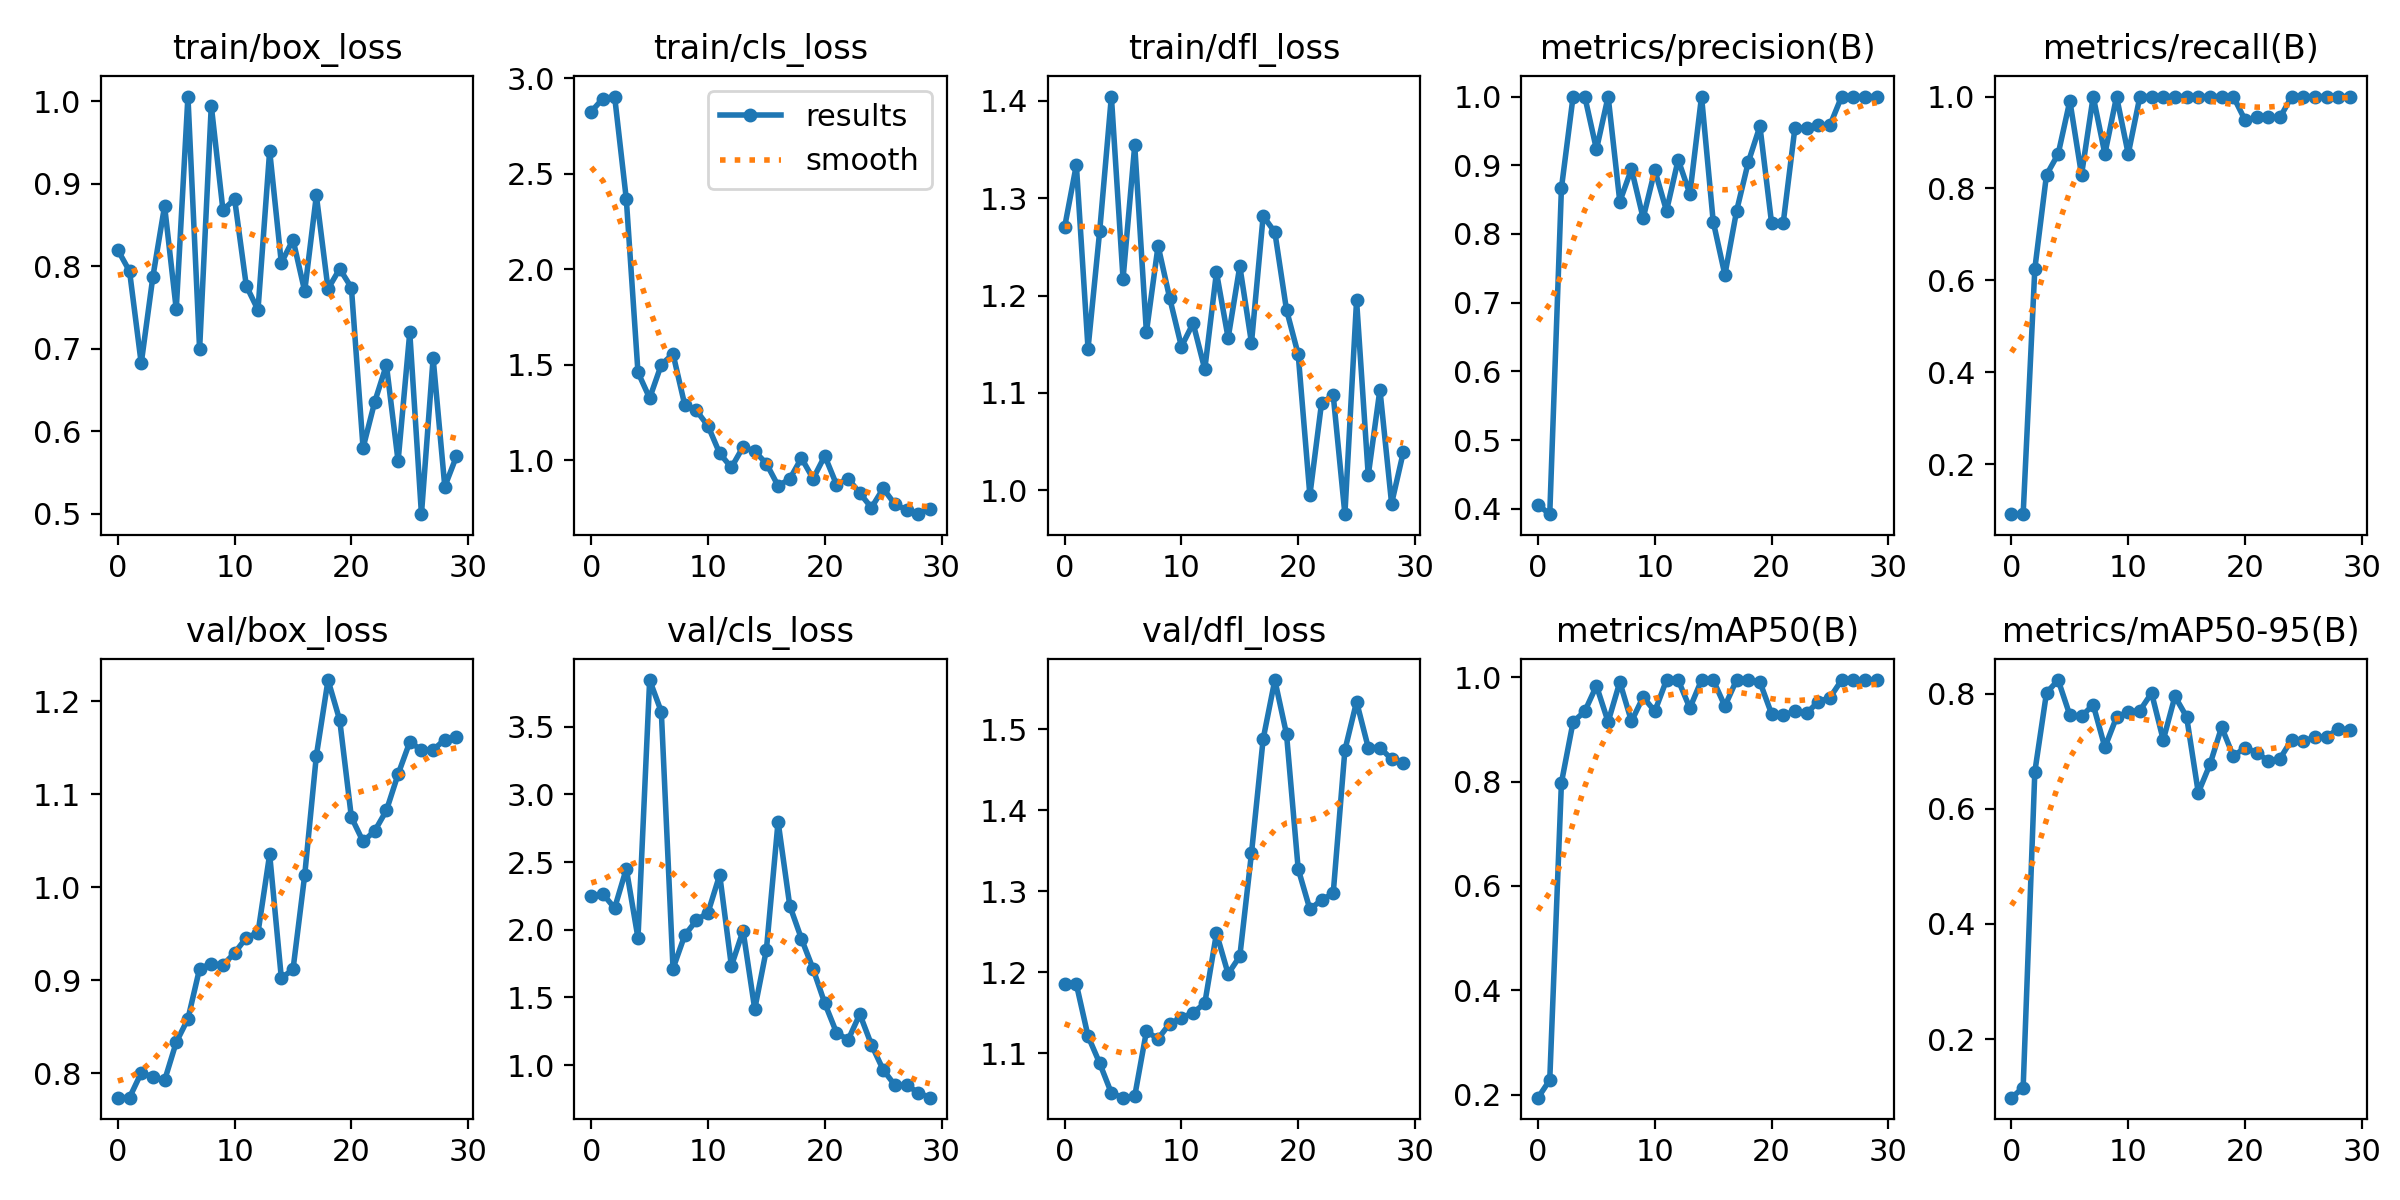 train/box_loss
1.0
0.9
0.8
0.7
0.6
0.5
0 10 20 30
train/cls_loss
3.0
2.5
2.0
1.5
1.0
results
smooth
0 10 20 30
train/dfl_loss
1.4
1.3
1.2
1.1
1.0
0 10 20 30
metrics/precision(B)
1.0
0.9
0.8
0.7
0.6
0.5
0.4
0 10 20 30
metrics/recall(B)
1.0
0.8
0.6
0.4
0.2
0 10 20 30
val/box_loss
1.2
1.1
1.0
0.9
0.8
0 10 20 30
val/cls_loss
3.5
3.0
2.5
2.0
1.5
1.0
0 10 20 30
val/dfl_loss
1.5
1.4
1.3
1.2
1.1
0 10 20 30
metrics/mAP50(B)
1.0
0.8
0.6
0.4
0.2
0 10 20 30
metrics/mAP50-95(B)
0.8
0.6
0.4
0.2
0 10 20 30